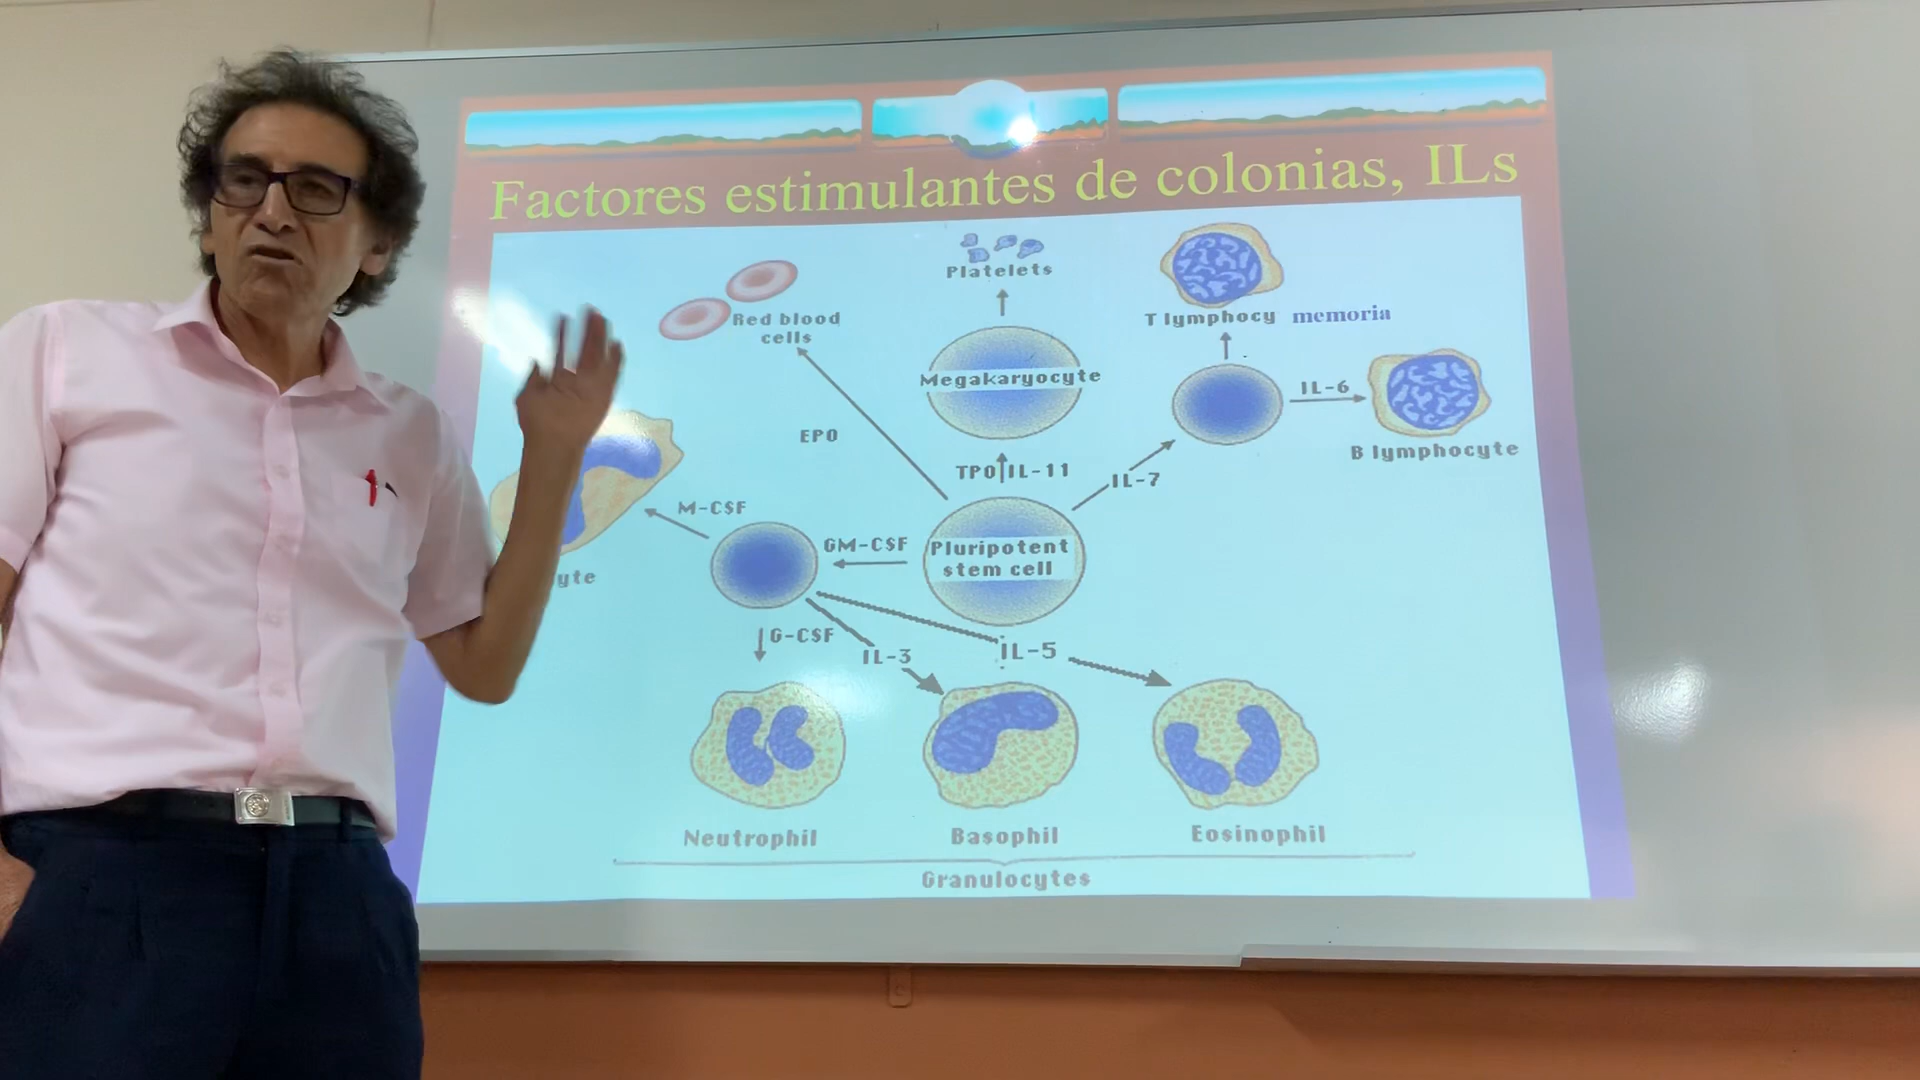 Factores estimulantes de colonias, ILs
Platelets
Red blood
cells
T lymphocy memoria
Megakaryocyte
IL-6
EPO
B lymphocyte
TPO IL-11
IL-7
M-CSF
GM-CSF
Pluripotent
stem cell
yte
G-CSF
IL-3
IL-5
Neutrophil
Basophil
Eosinophil
Granulocytes